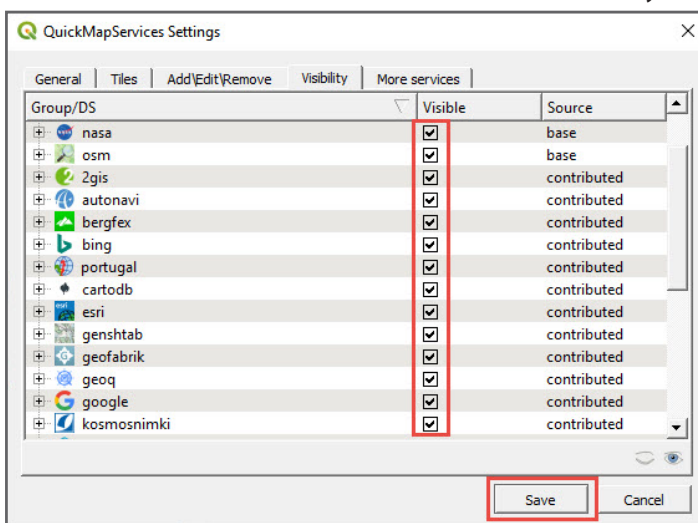 QuickMapServices Settings
General Tiles Add\Edit\Remove Visibility More services
Group/DS Visible Source
nasa base
osm base
2gis contributed
autonavi contributed
bergfex contributed
bing contributed
portugal contributed
cartodb contributed
esri contributed
genshtab contributed
geofabrik contributed
geoq contributed
google contributed
kosmosnimki contributed
Save Cancel